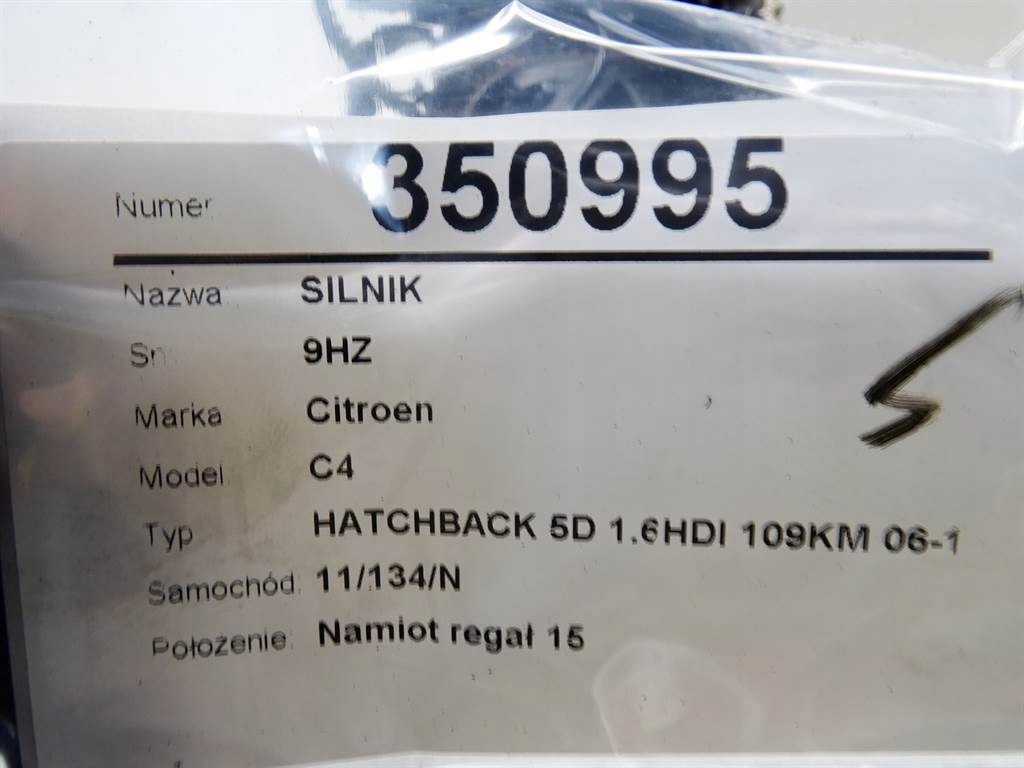 Numer 350995
Nazwa: SILNIK
Sn: 9HZ
Marka Citroen
Model C4
Typ HATCHBACK 5D 1.6HDI 109KM 06-1
Samochód: 11/134/N
Położenie: Namiot regał 15